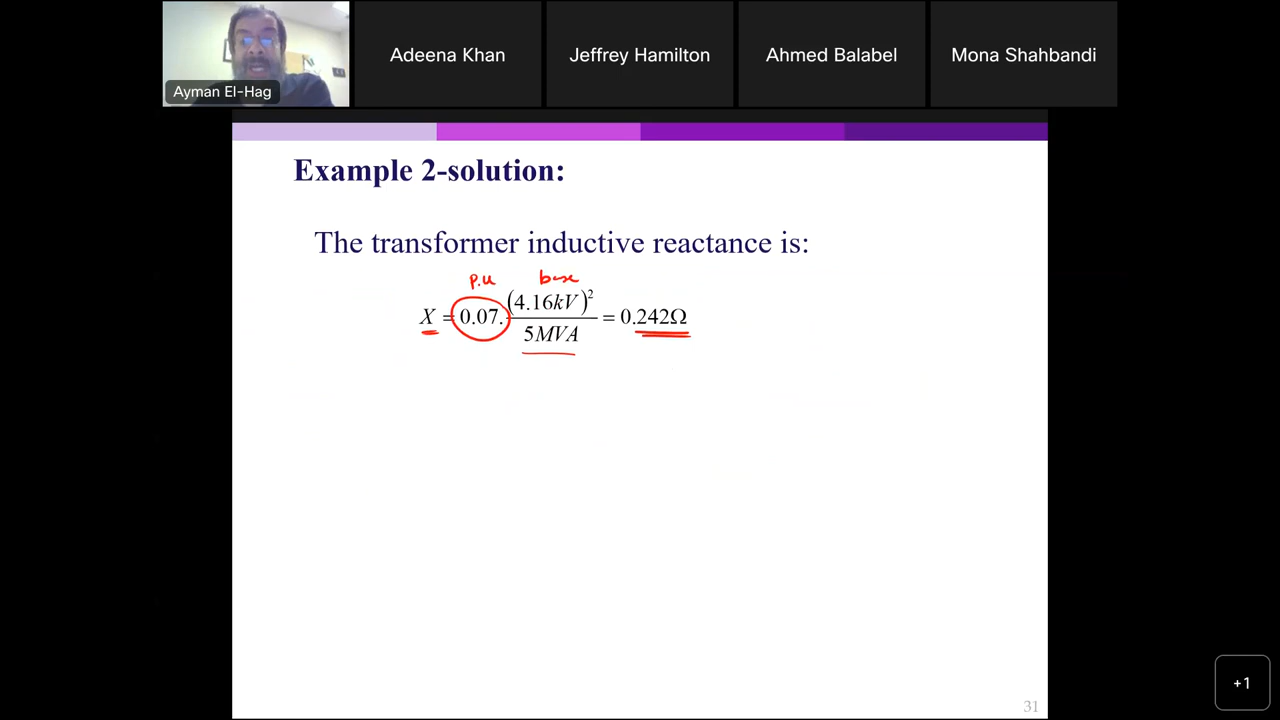 Ayman El-Hag
Adeena Khan
Jeffrey Hamilton
Ahmed Balabel
Mona Shahbandi
Example 2-solution:
The transformer inductive reactance is:
p.u base
X = 0.07. (4.16kV)² / 5MVA = 0.242Ω
31
+1